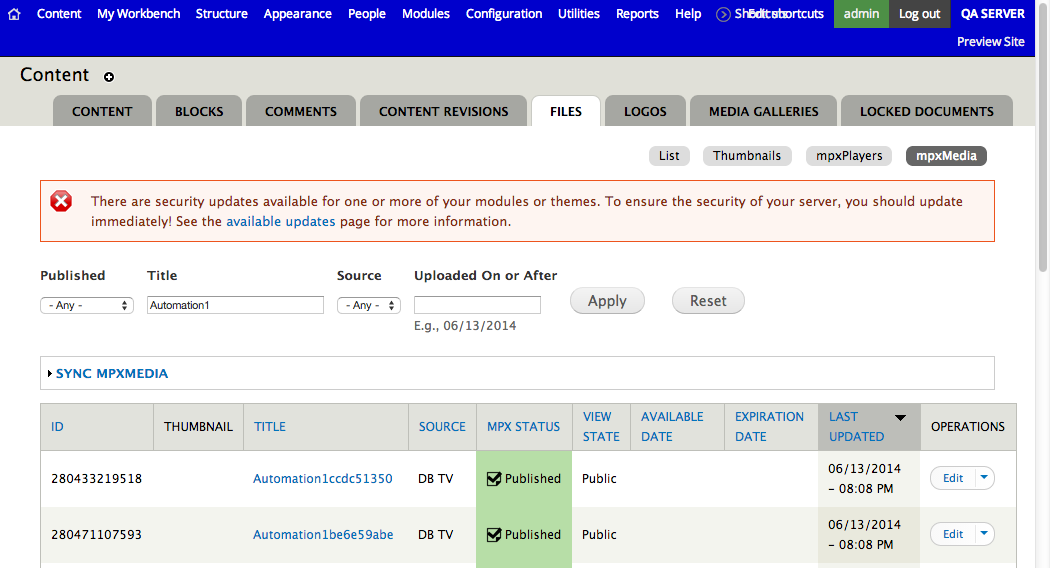 Content My Workbench Structure Appearance People Modules Configuration Utilities Reports Help Edit shortcuts admin Log out QA SERVER
Preview Site
Content
CONTENT BLOCKS COMMENTS CONTENT REVISIONS FILES LOGOS MEDIA GALLERIES LOCKED DOCUMENTS
List Thumbnails mpxPlayers mpxMedia
There are security updates available for one or more of your modules or themes. To ensure the security of your server, you should update
immediately! See the available updates page for more information.
Published Title Source Uploaded On or After
- Any - Automation1 - Any - Apply Reset
E.g., 06/13/2014
SYNC MPXMEDIA
ID THUMBNAIL TITLE SOURCE MPX STATUS VIEW STATE AVAILABLE DATE EXPIRATION DATE LAST UPDATED OPERATIONS
280433219518 Automation1ccdc51350 DB TV Published Public 06/13/2014 – 08:08 PM Edit
280471107593 Automation1be6e59abe DB TV Published Public 06/13/2014 – 08:08 PM Edit